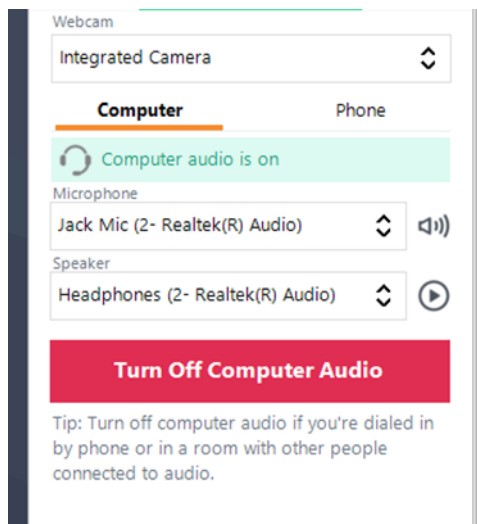 Webcam
Integrated Camera
Computer Phone
Computer audio is on
Microphone
Jack Mic (2- Realtek(R) Audio)
Speaker
Headphones (2- Realtek(R) Audio)
Turn Off Computer Audio
Tip: Turn off computer audio if you're dialed in
by phone or in a room with other people
connected to audio.